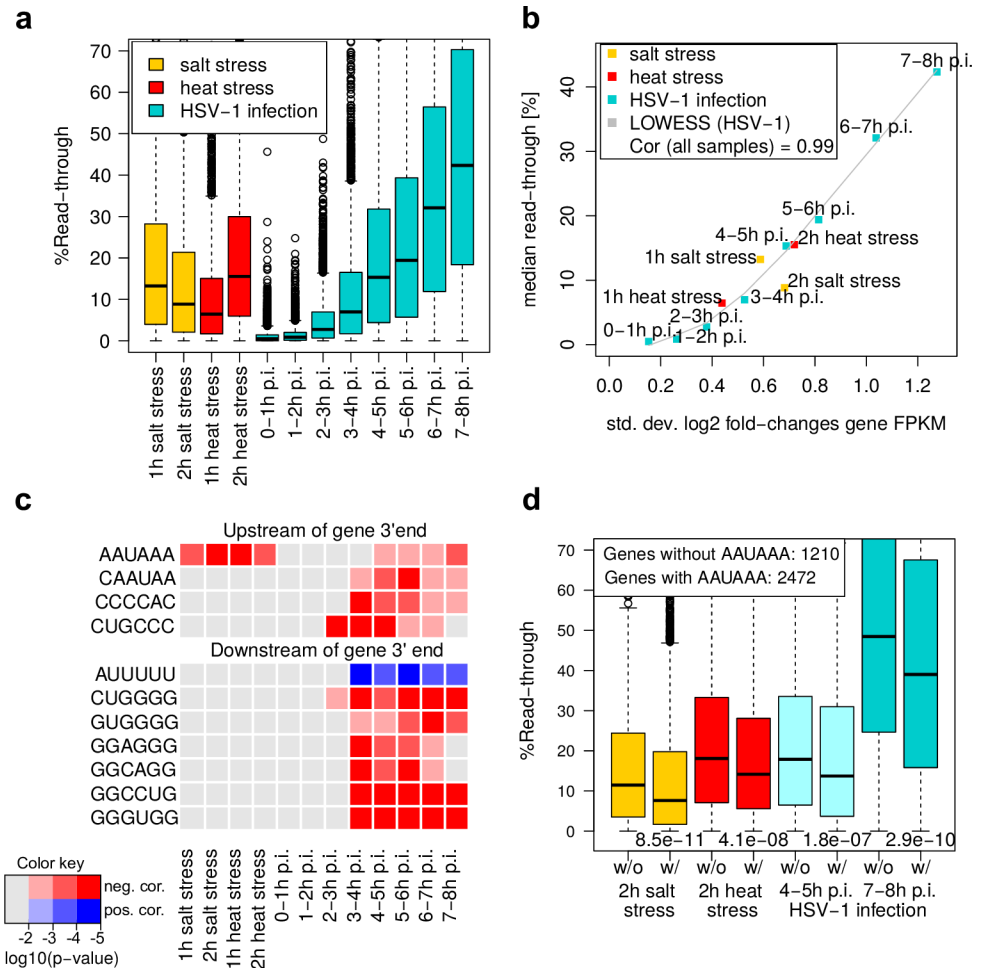 a
%Read−through
70
60
50
40
30
20
10
0
salt stress
heat stress
HSV−1 infection
1h salt stress
2h salt stress
1h heat stress
2h heat stress
0−1h p.i.
1−2h p.i.
2−3h p.i.
3−4h p.i.
4−5h p.i.
5−6h p.i.
6−7h p.i.
7−8h p.i.
b
median read−through [%]
40
30
20
10
0
salt stress
heat stress
HSV−1 infection
LOWESS (HSV−1)
Cor (all samples) = 0.99
7−8h p.i.
6−7h p.i.
5−6h p.i.
4−5h p.i.
2h heat stress
1h salt stress
2h salt stress
1h heat stress
3−4h p.i.
2−3h p.i.
0−1h p.i.
1−2h p.i.
0.0 0.2 0.4 0.6 0.8 1.0 1.2
std. dev. log2 fold−changes gene FPKM
c
Upstream of gene 3'end
AAUAAA
CAAUAA
CCCCAC
CUGCCC
Downstream of gene 3' end
AUUUUU
CUGGGG
GUGGGG
GGAGGG
GGCAGG
GGCCUG
GGGUGG
1h salt stress
2h salt stress
1h heat stress
2h heat stress
0−1h p.i.
1−2h p.i.
2−3h p.i.
3−4h p.i.
4−5h p.i.
5−6h p.i.
6−7h p.i.
7−8h p.i.
Color key
neg. cor.
pos. cor.
-2 -3 -4 -5
log10(p−value)
d
%Read−through
70
60
50
40
30
20
10
0
Genes without AAUAAA: 1210
Genes with AAUAAA: 2472
8.5e−11 4.1e−08 1.8e−07 2.9e−10
w/o w/ w/o w/ w/o w/ w/o w/
2h salt stress
2h heat stress
4−5h p.i. 7−8h p.i.
HSV−1 infection